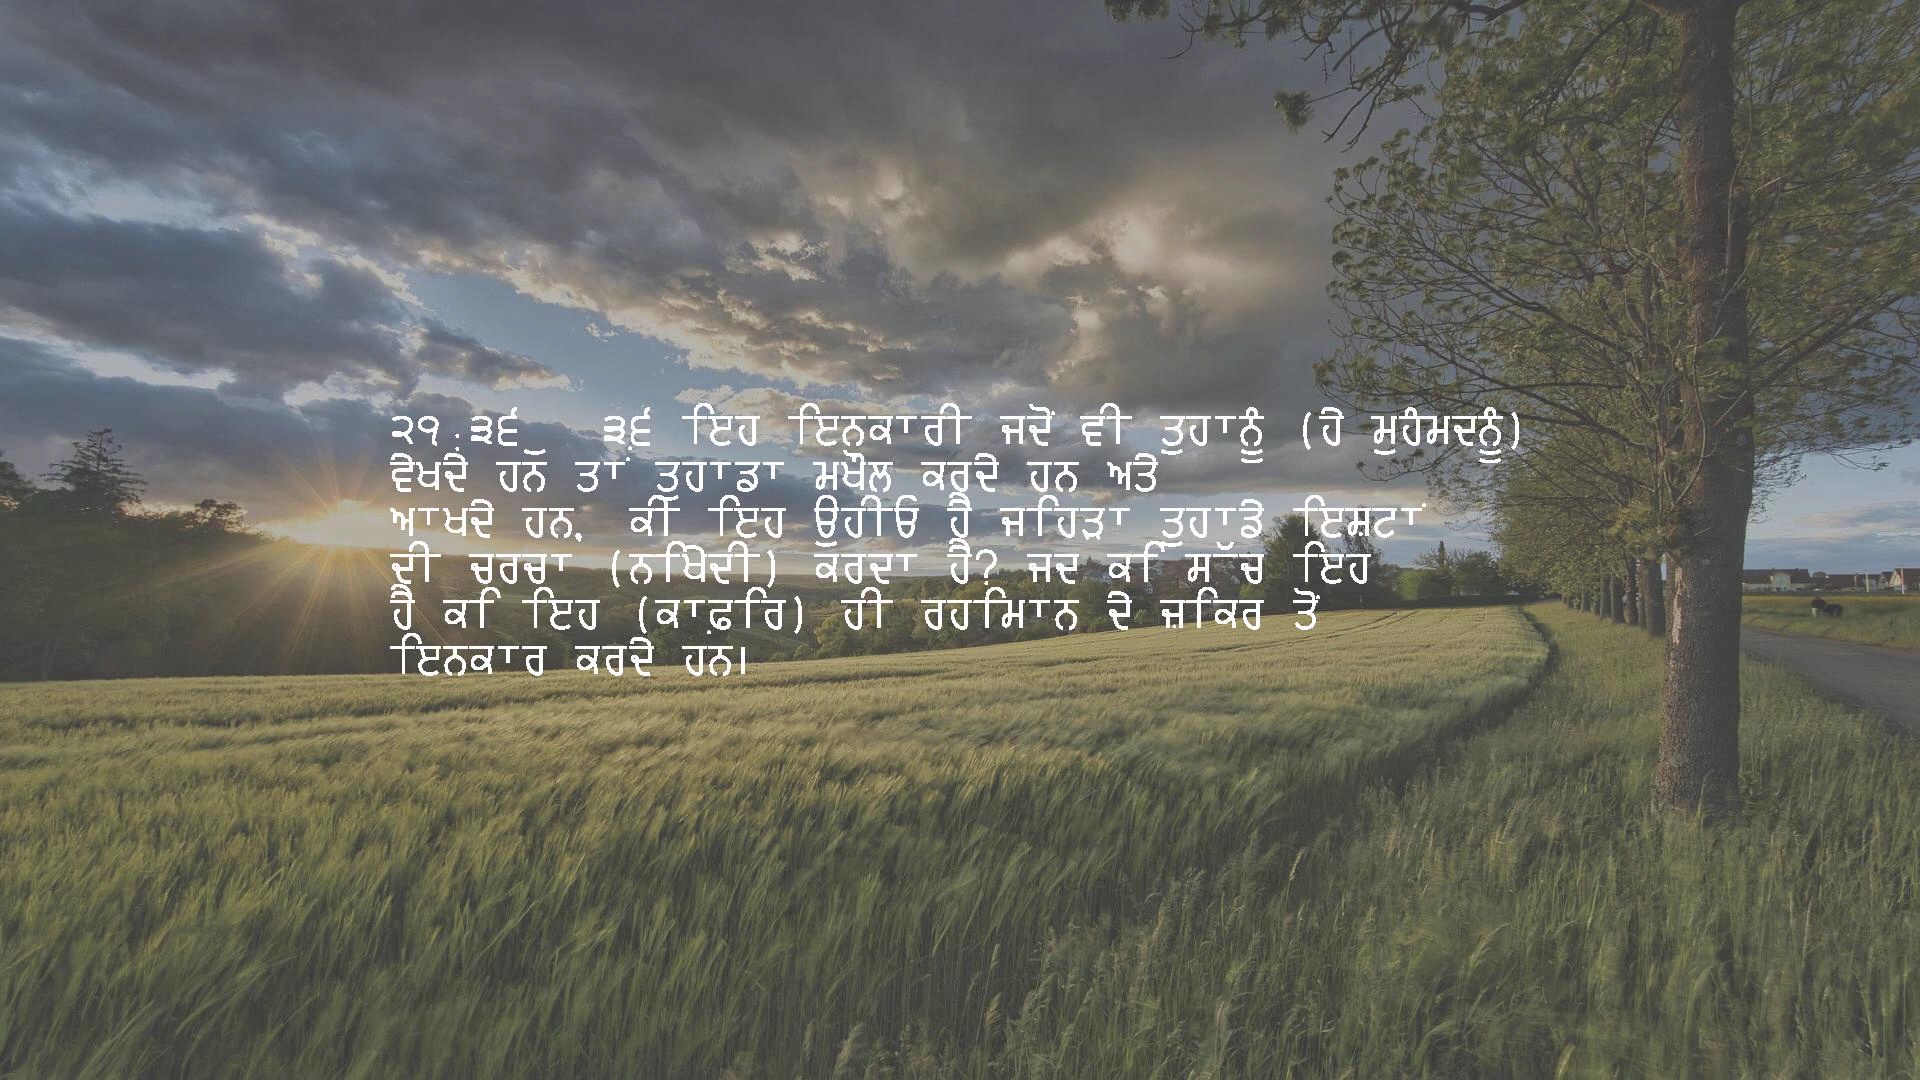 ੨੧:੩੬  ੩੬ ਇਹ ਇਨਕਾਰੀ ਜਦੋਂ ਵੀ ਤੁਹਾਨੂੰ (ਹੇ ਮੁਹੰਮਦਨੂੰ)
ਵੇਖਦੇ ਹਨ ਤਾਂ ਤੁਹਾਡਾ ਮਖੌਲ ਕਰਦੇ ਹਨ ਅਤੇ
ਆਖਦੇ ਹਨ, ਕੀ ਇਹ ਉਹੀਓ ਹੈ ਜਿਹੜਾ ਤੁਹਾਡੇ ਇਸ਼ਟਾਂ
ਦੀ ਚਰਚਾ (ਨਖਿੇਦੀ) ਕਰਦਾ ਹੈ? ਜਦ ਕਿ ਸੱਚ ਇਹ
ਹੈ ਕਿ ਇਹ (ਕਾਫ਼ਿਰ) ਹੀ ਰਹਿਮਾਨ ਦੇ ਜ਼ਿਕਰ ਤੋਂ
ਇਨਕਾਰ ਕਰਦੇ ਹਨ।